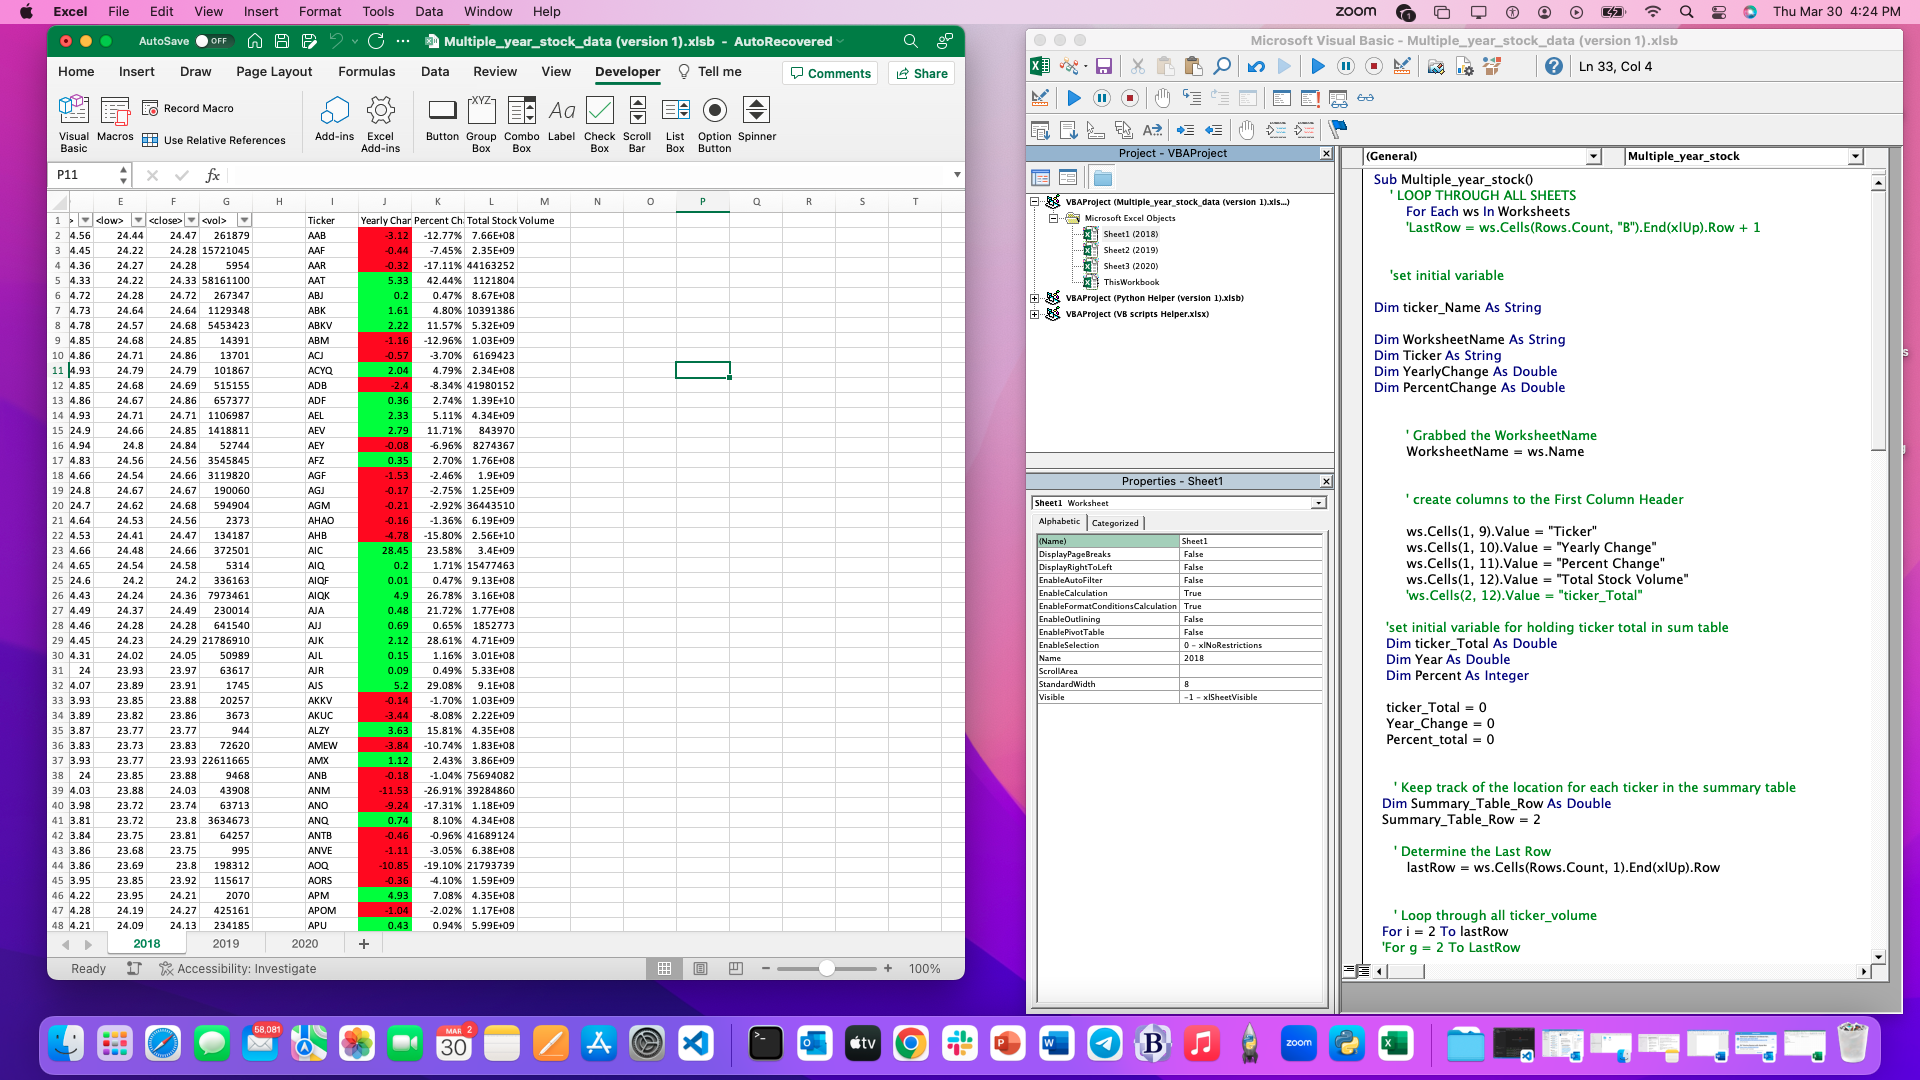 Excel File Edit View Insert Format Tools Data Window Help
zoom 1 Thu Mar 30 4:24 PM
AutoSave OFF Multiple_year_stock_data (version 1).xlsb - AutoRecovered
Home Insert Draw Page Layout Formulas Data Review View Developer Tell me Comments Share
Visual Basic Macros Record Macro Use Relative References Add-ins Excel Add-ins Button Group Box Combo Box Label Check Box Scroll Bar List Box Option Button Spinner
P11 fx
E F G H I J K L M N O P Q R S T
1 > <low> <close> <vol> Ticker Yearly Char Percent Ch Total Stock Volume
2 4.56 24.44 24.47 261879 AAB -3.12 -12.77% 7.66E+08
3 4.45 24.22 24.28 15721045 AAF -0.44 -7.45% 2.35E+09
4 4.36 24.27 24.28 5954 AAR -0.32 -17.11% 44163252
5 4.33 24.22 24.33 58161100 AAT 5.33 42.44% 1121804
6 4.72 24.28 24.72 267347 ABJ 0.2 0.47% 8.67E+08
7 4.73 24.64 24.64 1129348 ABK 1.61 4.80% 10391386
8 4.78 24.57 24.68 5453423 ABKV 2.22 11.57% 5.32E+09
9 4.85 24.68 24.85 14391 ABM -1.16 -12.96% 1.03E+09
10 4.86 24.71 24.86 13701 ACJ -0.57 -3.70% 6169423
11 4.93 24.79 24.79 101867 ACYQ 2.04 4.79% 2.34E+08
12 4.85 24.68 24.69 515155 ADB -2.4 -8.34% 41980152
13 4.86 24.67 24.86 657377 ADF 0.36 2.74% 1.39E+10
14 4.93 24.71 24.71 1106987 AEL 2.33 5.11% 4.34E+09
15 24.9 24.66 24.85 1418811 AEV 2.79 11.71% 843970
16 4.94 24.8 24.84 52744 AEY -0.08 -6.96% 8274367
17 4.83 24.56 24.56 3545845 AFZ 0.35 2.70% 1.76E+08
18 4.66 24.54 24.66 3119820 AGF -1.53 -2.46% 1.9E+09
19 24.8 24.67 24.67 190060 AGJ -0.17 -2.75% 1.25E+09
20 24.7 24.62 24.68 594904 AGM -0.21 -2.92% 36443510
21 4.64 24.53 24.56 2373 AHAO -0.16 -1.36% 6.19E+09
22 4.53 24.41 24.47 134187 AHB -4.78 -15.80% 2.56E+10
23 4.66 24.48 24.66 372501 AIC 28.45 23.58% 3.4E+09
24 4.65 24.54 24.58 5314 AIQ 0.2 1.71% 15477463
25 24.6 24.2 24.2 336163 AIQF 0.01 0.47% 9.13E+08
26 4.43 24.24 24.36 7973461 AIQK 4.9 26.78% 3.16E+08
27 4.49 24.37 24.49 230014 AJA 0.48 21.72% 1.77E+08
28 4.46 24.28 24.28 641540 AJJ 0.69 0.65% 1852773
29 4.45 24.23 24.29 21786910 AJK 2.12 28.61% 4.71E+09
30 4.31 24.02 24.05 50989 AJL 0.15 1.16% 3.01E+08
31 24 23.93 23.97 63617 AJR 0.09 0.49% 5.33E+08
32 4.07 23.89 23.91 1745 AJS 5.2 29.08% 9.1E+08
33 3.93 23.85 23.88 20257 AKKV -0.14 -1.70% 1.03E+09
34 3.89 23.82 23.86 3673 AKUC -3.44 -8.08% 2.22E+09
35 3.87 23.77 23.77 944 ALZY 3.63 15.81% 4.35E+08
36 3.83 23.73 23.83 72620 AMEW -3.84 -10.74% 1.83E+08
37 3.93 23.77 23.93 22611665 AMX 1.12 2.43% 3.86E+09
38 24 23.85 23.88 9468 ANB -0.18 -1.04% 75694082
39 4.03 23.88 24.03 43908 ANM -11.53 -26.91% 39284860
40 3.98 23.72 23.74 63713 ANO -9.24 -17.31% 1.18E+09
41 3.81 23.72 23.8 3634673 ANQ 0.74 8.10% 4.34E+08
42 3.84 23.75 23.81 64257 ANTB -0.46 -0.96% 41689124
43 3.86 23.68 23.75 995 ANVE -1.11 -3.05% 6.38E+08
44 3.86 23.69 23.8 198312 AOQ -10.85 -19.10% 21793739
45 3.95 23.85 23.92 115617 AORS -0.36 -4.10% 1.59E+09
46 4.22 23.95 24.21 2070 APM 4.93 7.08% 4.35E+08
47 4.28 24.19 24.27 425161 APOM -1.04 -2.02% 1.17E+08
48 4.21 24.09 24.13 234185 APU 0.43 0.94% 5.99E+09
2018 2019 2020 +
Ready Accessibility: Investigate 100%
Microsoft Visual Basic - Multiple_year_stock_data (version 1).xlsb
Ln 33, Col 4
Project - VBAProject
VBAProject (Multiple_year_stock_data (version 1).xls...)
Microsoft Excel Objects
Sheet1 (2018)
Sheet2 (2019)
Sheet3 (2020)
ThisWorkbook
VBAProject (Python Helper (version 1).xlsb)
VBAProject (VB scripts Helper.xlsx)
Properties - Sheet1
Sheet1 Worksheet
Alphabetic Categorized
(Name) Sheet1
DisplayPageBreaks False
DisplayRightToLeft False
EnableAutoFilter False
EnableCalculation True
EnableFormatConditionsCalculation True
EnableOutlining False
EnablePivotTable False
EnableSelection 0 - xlNoRestrictions
Name 2018
ScrollArea
StandardWidth 8
Visible -1 - xlSheetVisible
(General) Multiple_year_stock
Sub Multiple_year_stock()
' LOOP THROUGH ALL SHEETS
For Each ws In Worksheets
'LastRow = ws.Cells(Rows.Count, "B").End(xlUp).Row + 1
'set initial variable
Dim ticker_Name As String
Dim WorksheetName As String
Dim Ticker As String
Dim YearlyChange As Double
Dim PercentChange As Double
' Grabbed the WorksheetName
WorksheetName = ws.Name
' create columns to the First Column Header
ws.Cells(1, 9).Value = "Ticker"
ws.Cells(1, 10).Value = "Yearly Change"
ws.Cells(1, 11).Value = "Percent Change"
ws.Cells(1, 12).Value = "Total Stock Volume"
'ws.Cells(2, 12).Value = "ticker_Total"
'set initial variable for holding ticker total in sum table
Dim ticker_Total As Double
Dim Year As Double
Dim Percent As Integer
ticker_Total = 0
Year_Change = 0
Percent_total = 0
' Keep track of the location for each ticker in the summary table
Dim Summary_Table_Row As Double
Summary_Table_Row = 2
' Determine the Last Row
lastRow = ws.Cells(Rows.Count, 1).End(xlUp).Row
' Loop through all ticker_volume
For i = 2 To lastRow
'For g = 2 To LastRow
58,081
MAR 2
30
tv
zoom